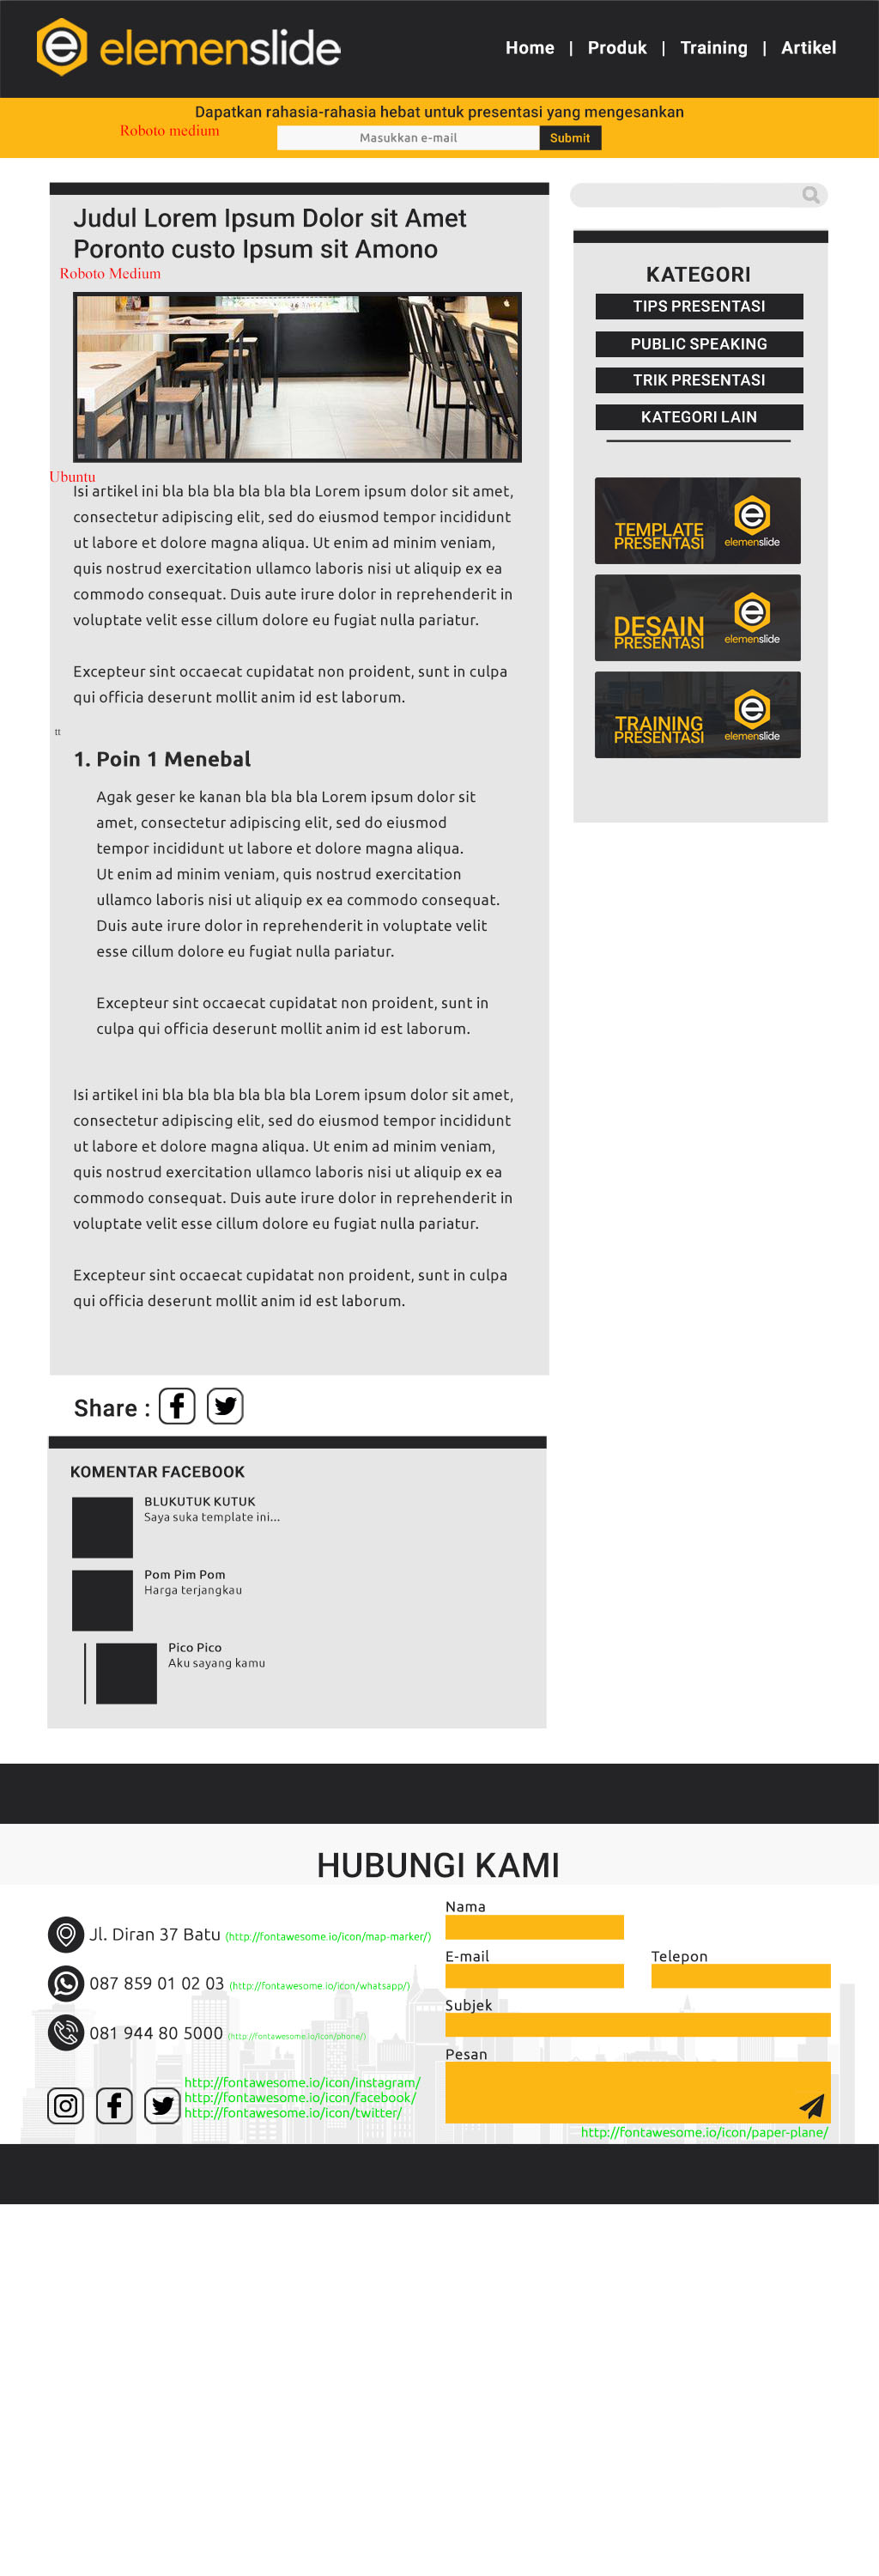 elemenslide
Home | Produk | Training | Artikel
Dapatkan rahasia-rahasia hebat untuk presentasi yang mengesankan
Roboto medium
Masukkan e-mail
Submit
Judul Lorem Ipsum Dolor sit Amet
Poronto custo Ipsum sit Amono
Roboto Medium
Ubuntu
Isi artikel ini bla bla bla bla bla bla Lorem ipsum dolor sit amet,
consectetur adipiscing elit, sed do eiusmod tempor incididunt
ut labore et dolore magna aliqua. Ut enim ad minim veniam,
quis nostrud exercitation ullamco laboris nisi ut aliquip ex ea
commodo consequat. Duis aute irure dolor in reprehenderit in
voluptate velit esse cillum dolore eu fugiat nulla pariatur.
Excepteur sint occaecat cupidatat non proident, sunt in culpa
qui officia deserunt mollit anim id est laborum.
tt
1. Poin 1 Menebal
Agak geser ke kanan bla bla bla Lorem ipsum dolor sit
amet, consectetur adipiscing elit, sed do eiusmod
tempor incididunt ut labore et dolore magna aliqua.
Ut enim ad minim veniam, quis nostrud exercitation
ullamco laboris nisi ut aliquip ex ea commodo consequat.
Duis aute irure dolor in reprehenderit in voluptate velit
esse cillum dolore eu fugiat nulla pariatur.
Excepteur sint occaecat cupidatat non proident, sunt in
culpa qui officia deserunt mollit anim id est laborum.
Isi artikel ini bla bla bla bla bla bla Lorem ipsum dolor sit amet,
consectetur adipiscing elit, sed do eiusmod tempor incididunt
ut labore et dolore magna aliqua. Ut enim ad minim veniam,
quis nostrud exercitation ullamco laboris nisi ut aliquip ex ea
commodo consequat. Duis aute irure dolor in reprehenderit in
voluptate velit esse cillum dolore eu fugiat nulla pariatur.
Excepteur sint occaecat cupidatat non proident, sunt in culpa
qui officia deserunt mollit anim id est laborum.
KATEGORI
TIPS PRESENTASI
PUBLIC SPEAKING
TRIK PRESENTASI
KATEGORI LAIN
TEMPLATE
PRESENTASI
elemenslide
DESAIN
PRESENTASI
elemenslide
TRAINING
PRESENTASI
elemenslide
Share :
KOMENTAR FACEBOOK
BLUKUTUK KUTUK
Saya suka template ini...
Pom Pim Pom
Harga terjangkau
Pico Pico
Aku sayang kamu
HUBUNGI KAMI
Jl. Diran 37 Batu (http://fontawesome.io/icon/map-marker/)
087 859 01 02 03 (http://fontawesome.io/icon/whatsapp/)
081 944 80 5000 (http://fontawesome.io/icon/phone/)
http://fontawesome.io/icon/instagram/
http://fontawesome.io/icon/facebook/
http://fontawesome.io/icon/twitter/
Nama
E-mail
Telepon
Subjek
Pesan
http://fontawesome.io/icon/paper-plane/